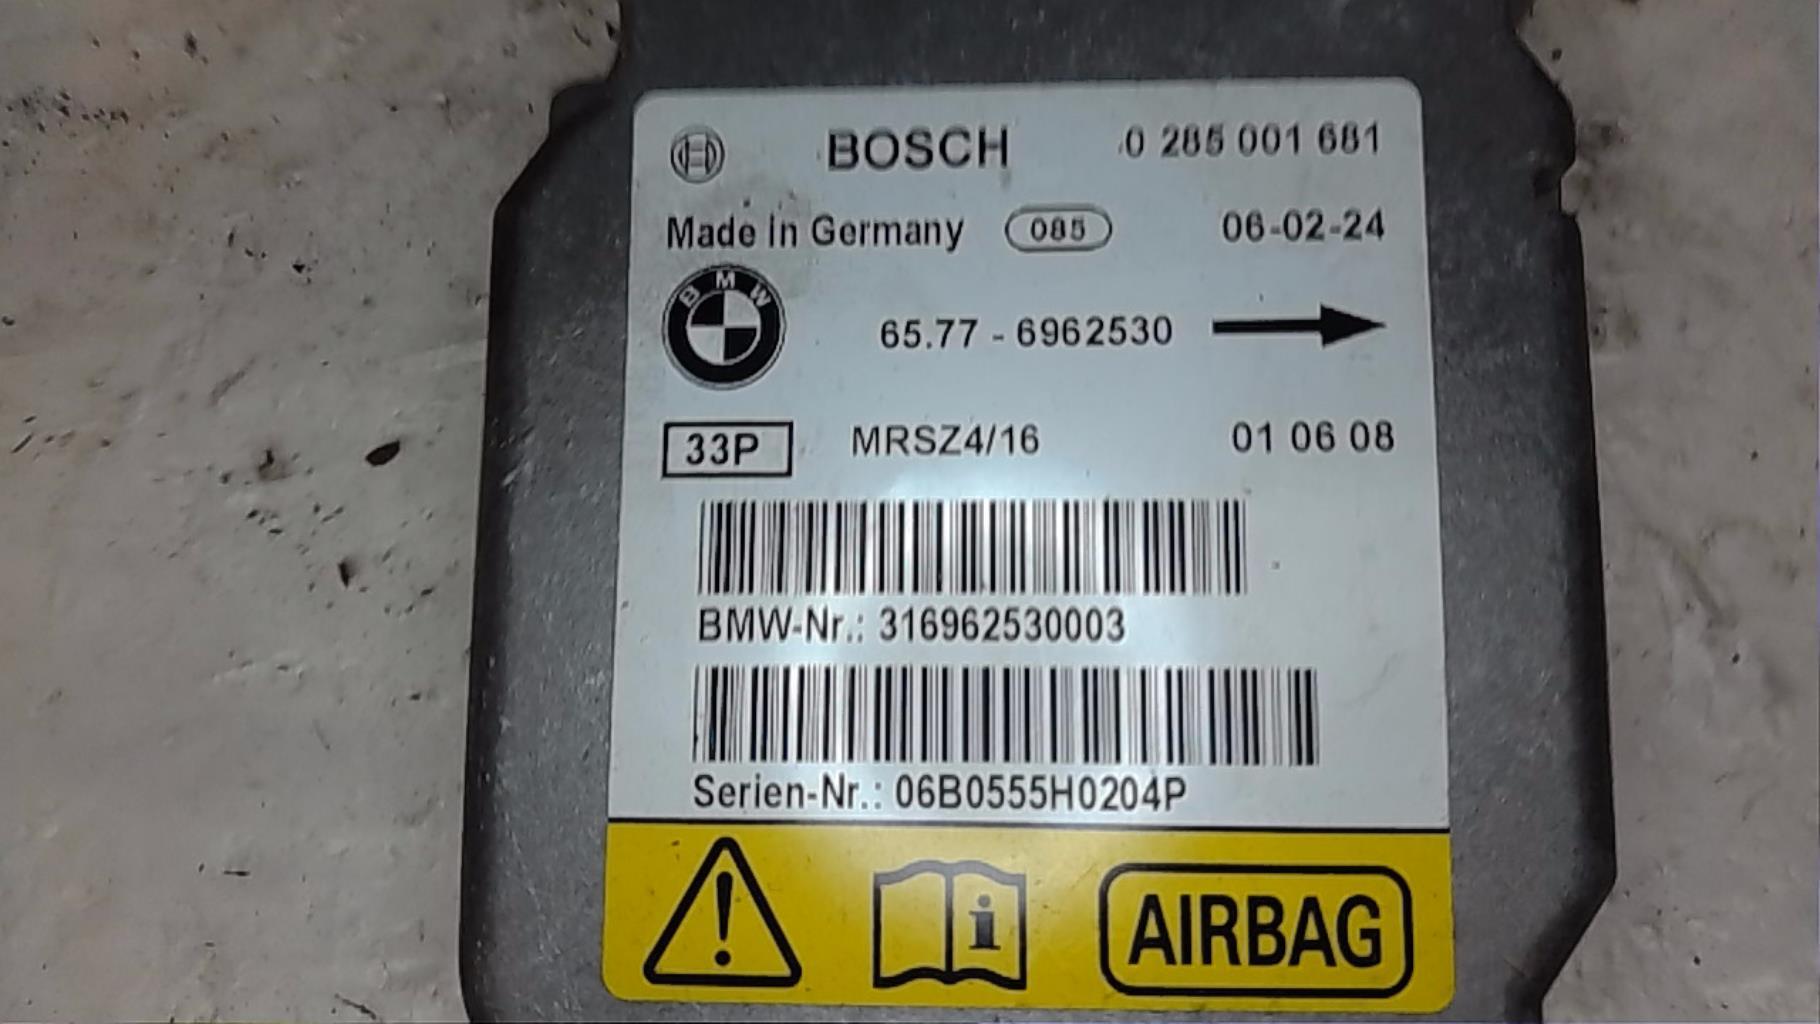 BOSCH 0 285 001 681
Made in Germany 085 06-02-24
BMW
65.77 - 6962530
33P MRSZ4/16 01 06 08
BMW-Nr.: 316962530003
Serien-Nr.: 06B0555H0204P
! i AIRBAG